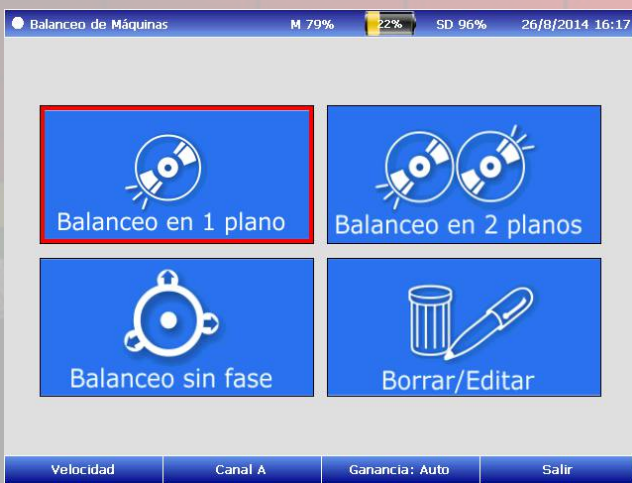 Balanceo de Máquinas M 79% 22% SD 96% 26/8/2014 16:17
Balanceo en 1 plano
Balanceo en 2 planos
Balanceo sin fase
Borrar/Editar
Velocidad Canal A Ganancia: Auto Salir